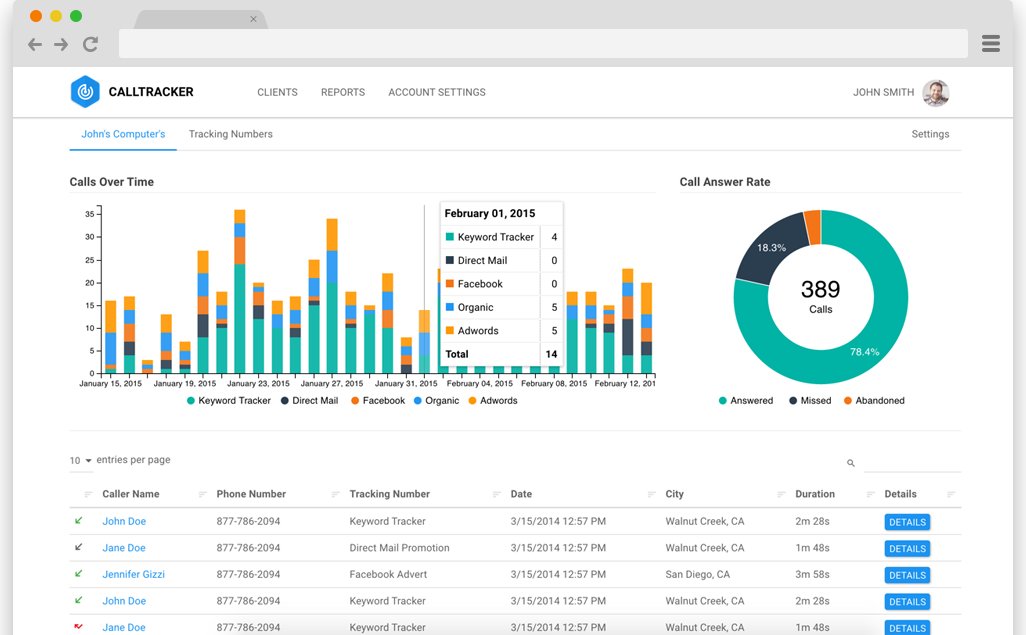 CALLTRACKER CLIENTS REPORTS ACCOUNT SETTINGS JOHN SMITH
John's Computer's Tracking Numbers Settings
Calls Over Time
Call Answer Rate
35
30
25
20
15
10
5
0
January 15, 2015 January 19, 2015 January 23, 2015 January 27, 2015 January 31, 2015 February 04, 2015 February 08, 2015 February 12, 201
February 01, 2015
Keyword Tracker 4
Direct Mail 0
Facebook 0
Organic 5
Adwords 5
Total 14
Keyword Tracker Direct Mail Facebook Organic Adwords
18.3%
389
Calls
78.4%
Answered Missed Abandoned
10 entries per page
Caller Name Phone Number Tracking Number Date City Duration Details
John Doe 877-786-2094 Keyword Tracker 3/15/2014 12:57 PM Walnut Creek, CA 2m 28s DETAILS
Jane Doe 877-786-2094 Direct Mail Promotion 3/15/2014 12:57 PM Walnut Creek, CA 1m 48s DETAILS
Jennifer Gizzi 877-786-2094 Facebook Advert 3/15/2014 12:57 PM San Diego, CA 3m 58s DETAILS
John Doe 877-786-2094 Keyword Tracker 3/15/2014 12:57 PM Walnut Creek, CA 2m 28s DETAILS
Jane Doe 877-786-2094 Keyword Tracker 3/15/2014 12:57 PM Walnut Creek, CA 1m 48s DETAILS